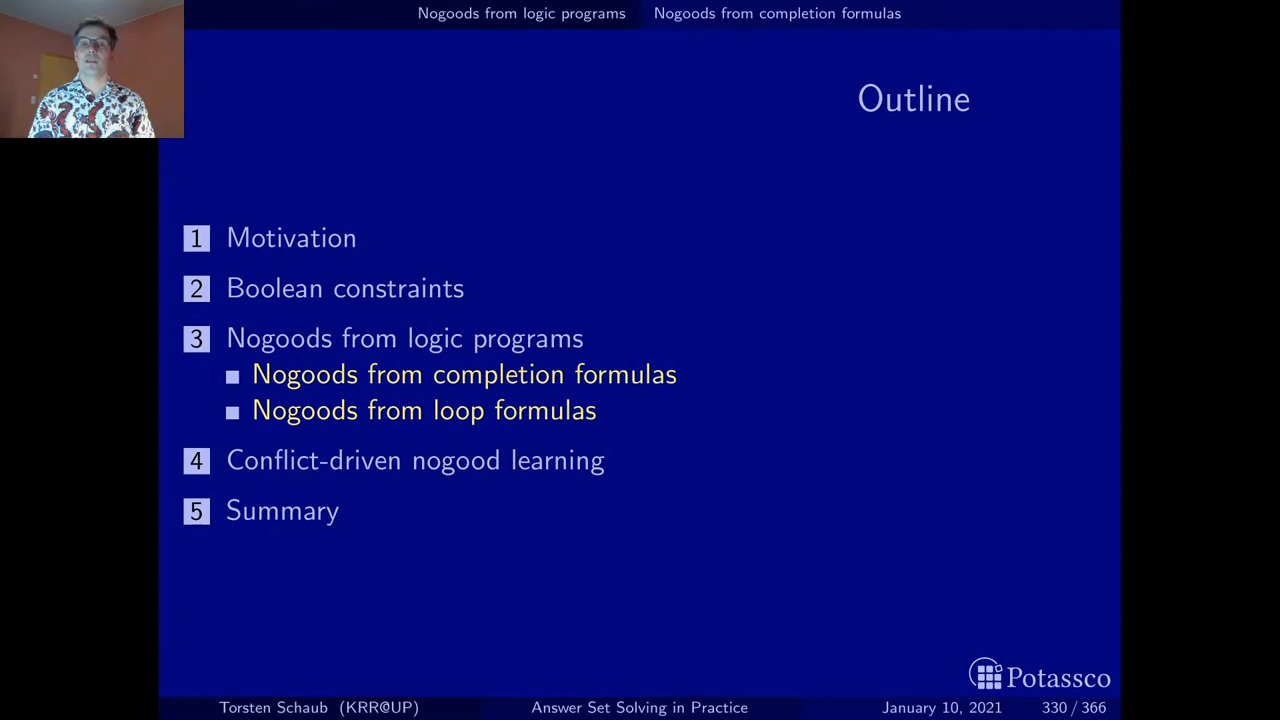 Nogoods from logic programs Nogoods from completion formulas
Outline
1 Motivation
2 Boolean constraints
3 Nogoods from logic programs
Nogoods from completion formulas
Nogoods from loop formulas
4 Conflict-driven nogood learning
5 Summary
Potassco
Torsten Schaub (KRR@UP) Answer Set Solving in Practice January 10, 2021 330 / 366